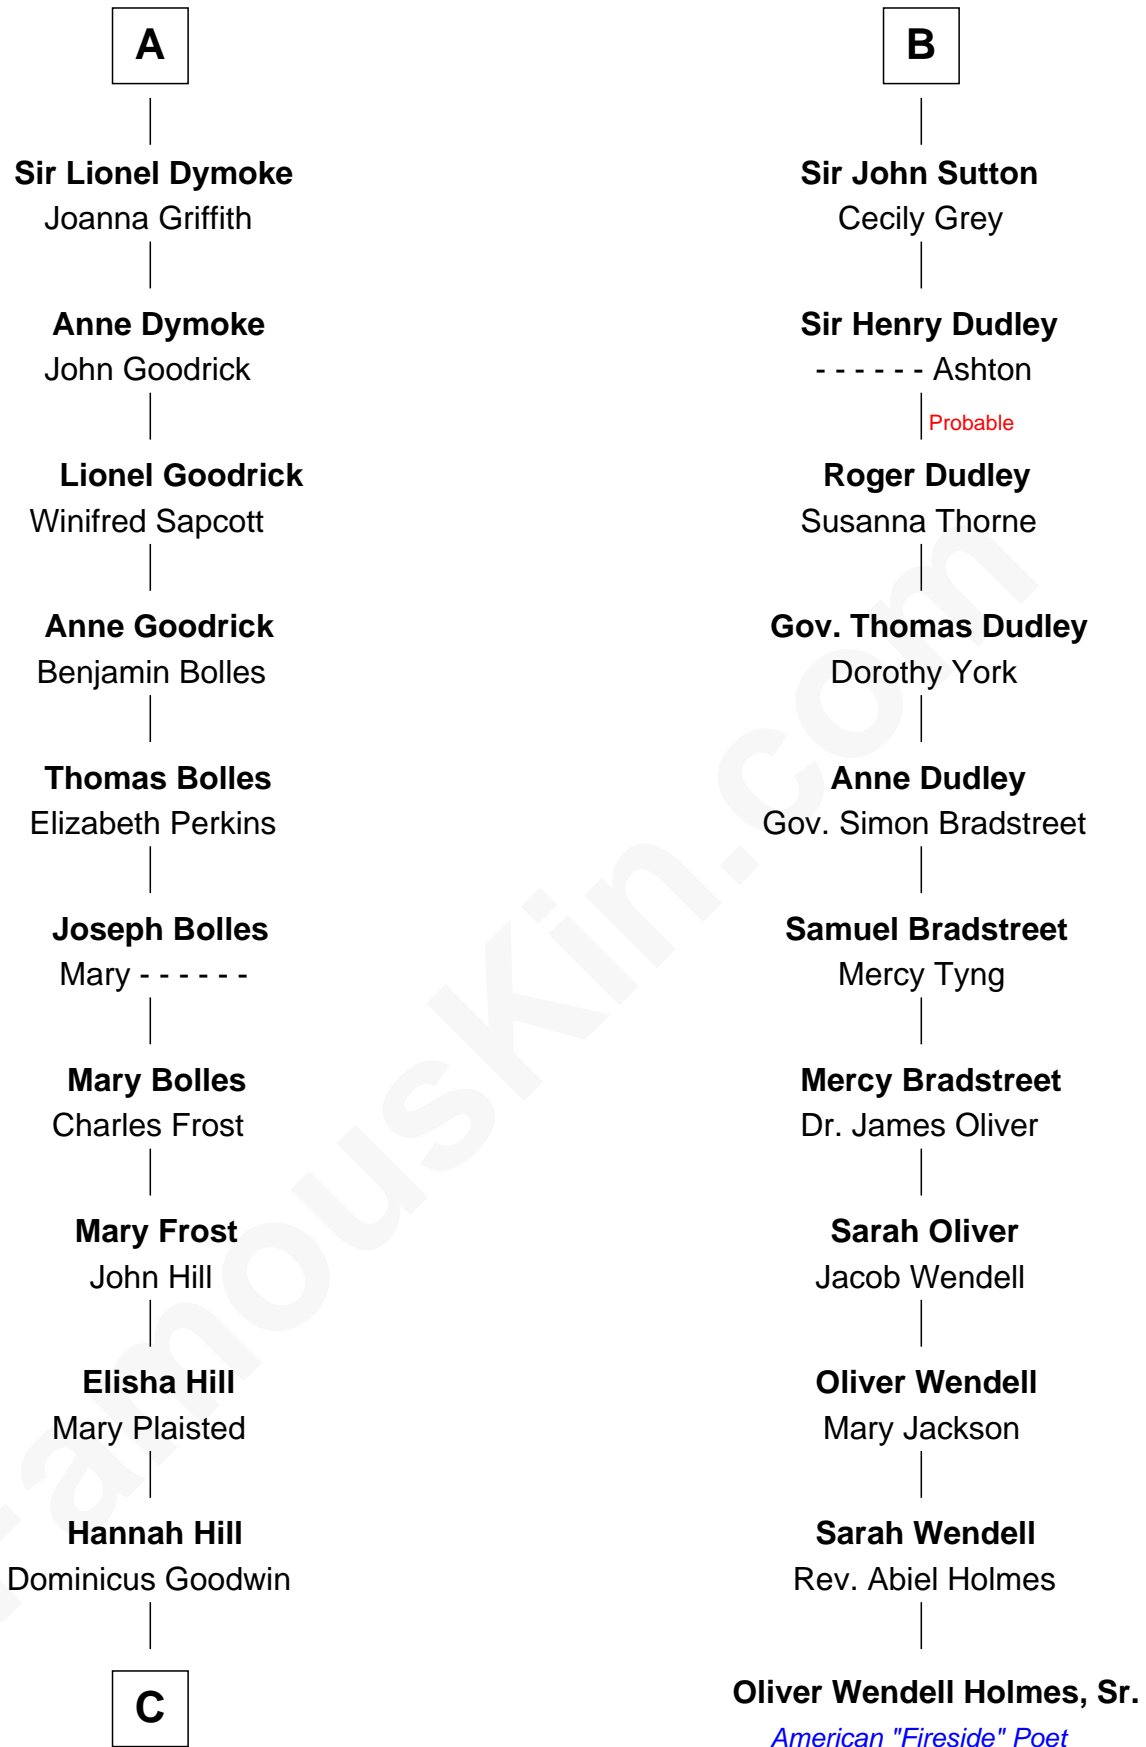 A
Sir Lionel Dymoke
Joanna Griffith
Anne Dymoke
John Goodrick
Lionel Goodrick
Winifred Sapcott
Anne Goodrick
Benjamin Bolles
Thomas Bolles
Elizabeth Perkins
Joseph Bolles
Mary - - - - - -
Mary Bolles
Charles Frost
Mary Frost
John Hill
Elisha Hill
Mary Plaisted
Hannah Hill
Dominicus Goodwin
C
B
Sir John Sutton
Cecily Grey
Sir Henry Dudley
- - - - - - Ashton
Probable
Roger Dudley
Susanna Thorne
Gov. Thomas Dudley
Dorothy York
Anne Dudley
Gov. Simon Bradstreet
Samuel Bradstreet
Mercy Tyng
Mercy Bradstreet
Dr. James Oliver
Sarah Oliver
Jacob Wendell
Oliver Wendell
Mary Jackson
Sarah Wendell
Rev. Abiel Holmes
Oliver Wendell Holmes, Sr.
American "Fireside" Poet
FamousKin.com